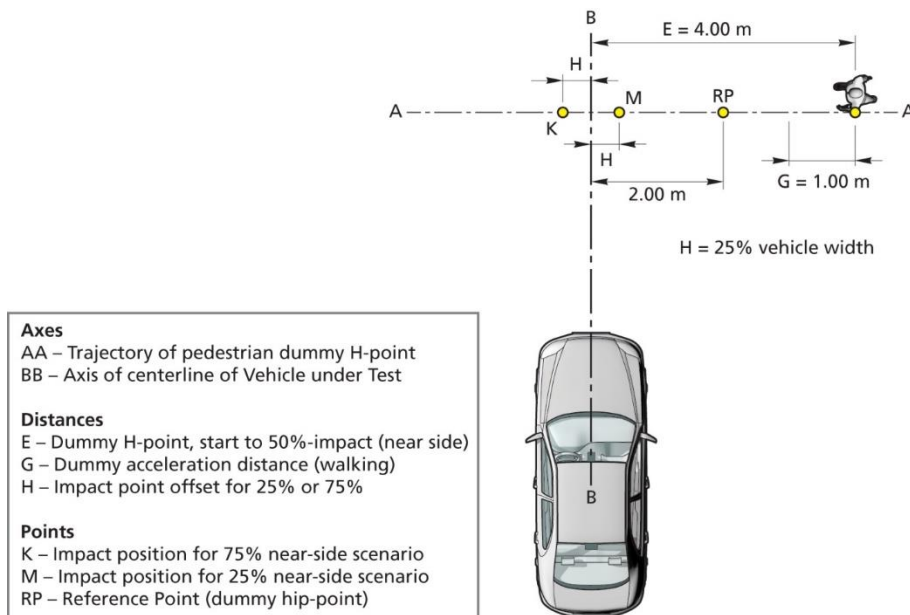 B
E = 4.00 m
H
A
K
M
RP
A
H
2.00 m
G = 1.00 m
H = 25% vehicle width
B
Axes
AA – Trajectory of pedestrian dummy H-point
BB – Axis of centerline of Vehicle under Test
Distances
E – Dummy H-point, start to 50%-impact (near side)
G – Dummy acceleration distance (walking)
H – Impact point offset for 25% or 75%
Points
K – Impact position for 75% near-side scenario
M – Impact position for 25% near-side scenario
RP – Reference Point (dummy hip-point)